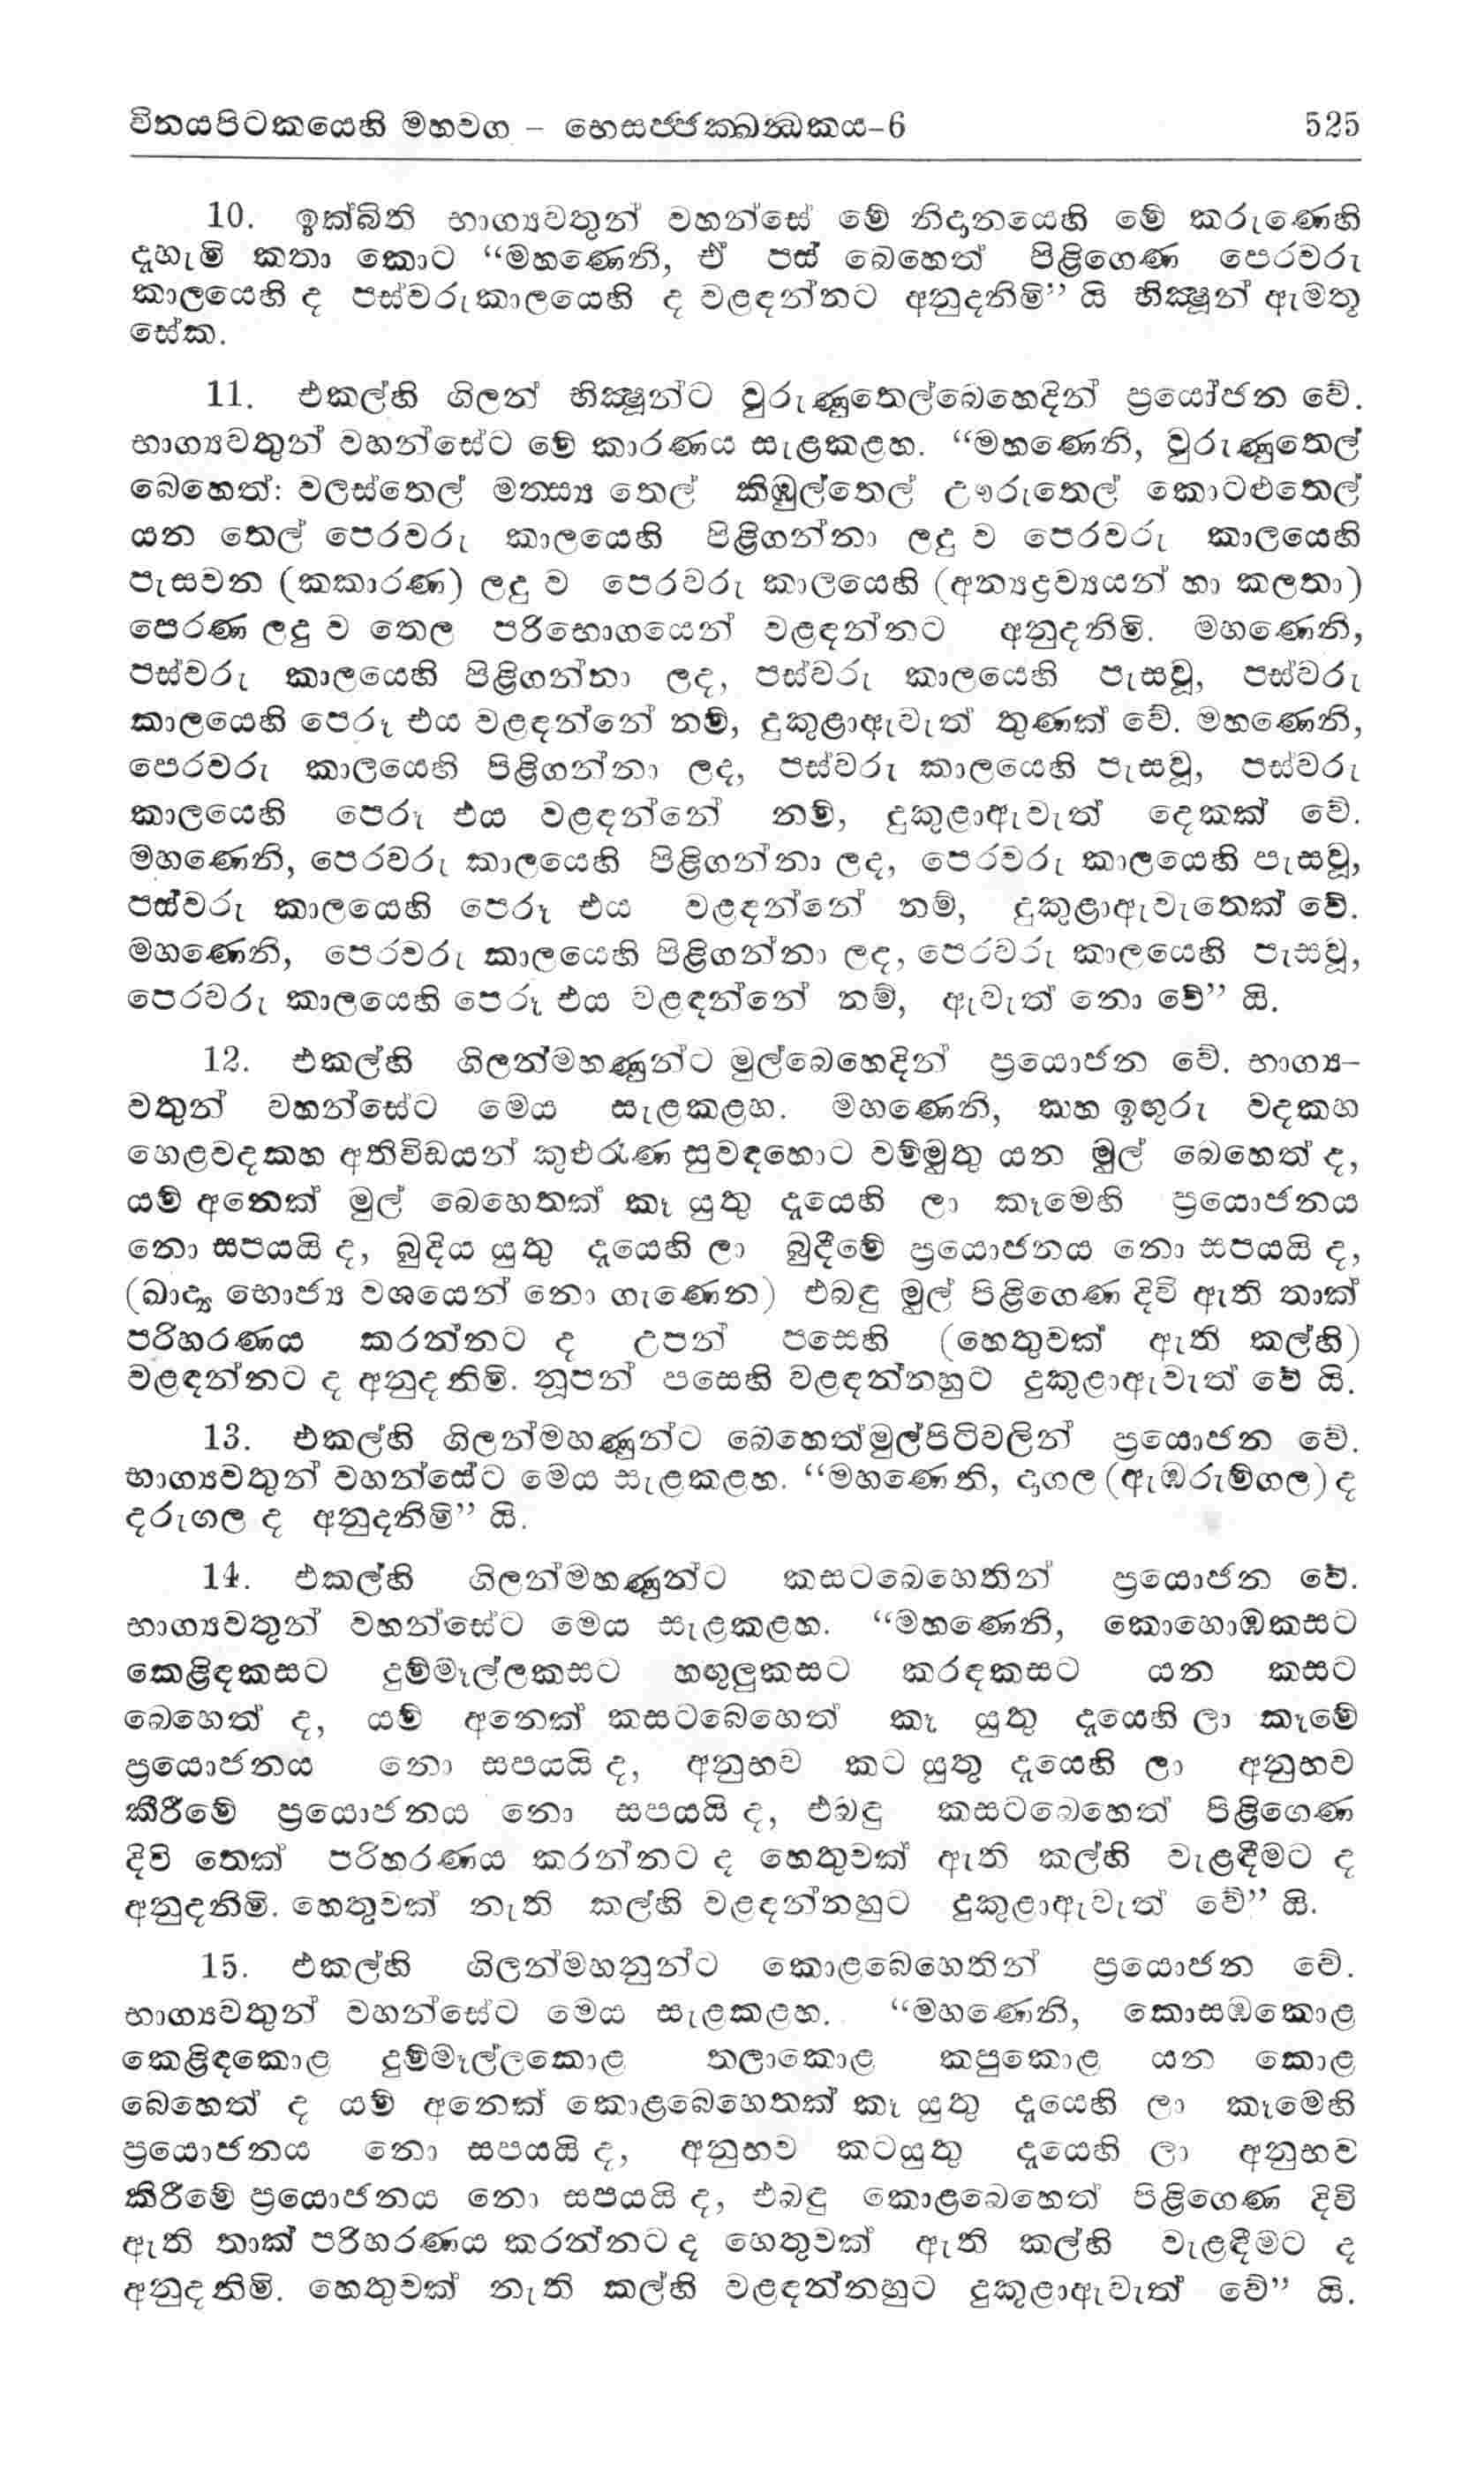 විනයපිටකයෙහි මහවග – භෙසජ්ජක්ඛන්ධකය–6 525
10. ඉක්බිති භාග්‍යවතුන් වහන්සේ මේ නිදානයෙහි මේ කරුණෙහි
දැහැමි කතා කොට “මහණෙනි, ඒ පස් බෙහෙත් පිළිගෙණ පෙරවරු
කාලයෙහි ද පස්වරුකාලයෙහි ද වළඳන්නට අනුදනිමි” යි භික්‍ෂූන් ඇමතූ
සේක.
11. එකල්හි ගිලන් භික්‍ෂූන්ට වුරුණුතෙල්බෙහෙදින් ප්‍රයෝජන වේ.
භාග්‍යවතුන් වහන්සේට මේ කාරණය සැළකළහ. “මහණෙනි, වුරුණුතෙල්
බෙහෙත්: වලස්තෙල් මත්‍ස්‍ය තෙල් කිඹුල්තෙල් ඌරුතෙල් කොටළුතෙල්
යන තෙල් පෙරවරු කාලයෙහි පිළිගන්නා ලදු ව පෙරවරු කාලයෙහි
පැසවන (කකාරණ) ලදු ව පෙරවරු කාලයෙහි (අන්‍යද්‍රව්‍යයන් හා කලතා)
පෙරණ ලදු ව තෙල පරිභොගයෙන් වළඳන්නට අනුදනිමි. මහණෙනි,
පස්වරු කාලයෙහි පිළිගන්නා ලද, පස්වරු කාලයෙහි පැසවූ, පස්වරු
කාලයෙහි පෙරූ එය වළඳන්නේ නම්, දුකුළාඇවැත් තුණක් වේ. මහණෙනි,
පෙරවරු කාලයෙහි පිළිගන්නා ලද, පස්වරු කාලයෙහි පැසවූ, පස්වරු
කාලයෙහි පෙරූ එය වළඳන්නේ නම්, දුකුළාඇවැත් දෙකක් වේ.
මහණෙනි, පෙරවරු කාලයෙහි පිළිගන්නා ලද, පෙරවරු කාලයෙහි පැසවූ,
පස්වරු කාලයෙහි පෙරූ එය වළඳන්නේ නම්, දුකුළාඇවැතෙක් වේ.
මහණෙනි, පෙරවරු කාලයෙහි පිළිගන්නා ලද, පෙරවරු කාලයෙහි පැසවූ,
පෙරවරු කාලයෙහි පෙරූ එය වළඳන්නේ නම්, ඇවැත් නො වේ” යි.
12. එකල්හි ගිලන්මහණුන්ට මුල්බෙහෙදින් ප්‍රයොජන වේ. භාග්‍ය–
වතුන් වහන්සේට මෙය සැළකළහ. මහණෙනි, කහ ඉඟුරු වදකහ
හෙළවදකහ අතිවිඩයන් කුළුරැණ සුවඳහොට වම්මුතු යන මුල් බෙහෙත් ද,
යම් අනෙක් මුල් බෙහෙතක් කෑ යුතු දැයෙහි ලා කෑමෙහි ප්‍රයොජනය
නො සපයයි ද, බුදිය යුතු දැයෙහි ලා බුදීමේ ප්‍රයොජනය නො සපයයි ද,
(ඛාද්‍ය භොජ්‍ය වශයෙන් නො ගැණෙන) එබඳු මුල් පිළිගෙණ දිවි ඇති තාක්
පරිහරණය කරන්නට ද උපන් පසෙහි (හෙතුවක් ඇති කල්හි)
වළඳන්නට ද අනුදනිමි. නූපන් පසෙහි වළඳන්නහුට දුකුළාඇවැත් වේ යි.
13. එකල්හි ගිලන්මහණුන්ට බෙහෙත්මුල්පිටිවලින් ප්‍රයොජන වේ.
භාග්‍යවතුන් වහන්සේට මෙය සැළකළහ. “මහණෙනි, දාගල (ඇඹරුම්ගල) ද
දරුගල ද අනුදනිමි” යි.
14. එකල්හි ගිලන්මහණුන්ට කසටබෙහෙතින් ප්‍රයොජන වේ.
භාග්‍යවතුන් වහන්සේට මෙය සැළකළහ. “මහණෙනි, කොහොඹකසට
කෙළිඳකසට දුම්මෑල්ලකසට හඟුලුකසට කරඳකසට යන කසට
බෙහෙත් ද, යම් අනෙක් කසටබෙහෙත් කෑ යුතු දැයෙහි ලා කෑමේ
ප්‍රයොජනය නො සපයයි ද, අනුභව කට යුතු දැයෙහි ලා අනුභව
කිරීමේ ප්‍රයොජනය නො සපයයි ද, එබඳු කසටබෙහෙත් පිළිගෙණ
දිවි තෙක් පරිහරණය කරන්නට ද හෙතුවක් ඇති කල්හි වැළඳීමට ද
අනුදනිමි. හෙතුවක් නැති කල්හි වළඳන්නහුට දුකුළාඇවැත් වේ” යි.
15. එකල්හි ගිලන්මහනුන්ට කොළබෙහෙතින් ප්‍රයොජන වේ.
භාග්‍යවතුන් වහන්සේට මෙය සැළකළහ. “මහණෙනි, කොසඹකොළ
කෙළිඳකොළ දුම්මෑල්ලකොළ තලාකොළ කපුකොළ යන කොළ
බෙහෙත් ද යම් අනෙක් කොළබෙහෙතක් කෑ යුතු දැයෙහි ලා කෑමෙහි
ප්‍රයොජනය නො සපයයි ද, අනුභව කටයුතු දැයෙහි ලා අනුභව
කිරීමේ ප්‍රයොජනය නො සපයයි ද, එබඳු කොළබෙහෙත් පිළිගෙණ දිවි
ඇති තාක් පරිහරණය කරන්නට ද හෙතුවක් ඇති කල්හි වැළඳීමට ද
අනුදනිමි. හෙතුවක් නැති කල්හි වළඳන්නහුට දුකුළාඇවැත් වේ” යි.